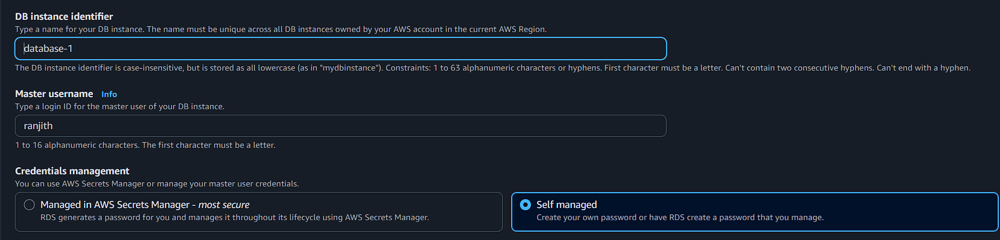 DB instance identifier
Type a name for your DB instance. The name must be unique across all DB instances owned by your AWS account in the current AWS Region.
database-1
The DB instance identifier is case-insensitive, but is stored as all lowercase (as in "mydbinstance"). Constraints: 1 to 63 alphanumeric characters or hyphens. First character must be a letter. Can't contain two consecutive hyphens. Can't end with a hyphen.
Master username Info
Type a login ID for the master user of your DB instance.
ranjith
1 to 16 alphanumeric characters. The first character must be a letter.
Credentials management
You can use AWS Secrets Manager or manage your master user credentials.
Managed in AWS Secrets Manager - most secure
RDS generates a password for you and manages it throughout its lifecycle using AWS Secrets Manager.
Self managed
Create your own password or have RDS create a password that you manage.